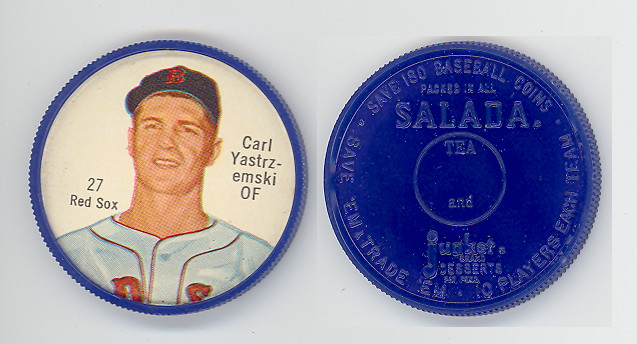 B
Carl
Yastrz-
emski
OF
27
Red Sox
SAVE 180 BASEBALL COINS
PACKED IN ALL
SALADA.
TEA
and
Junket.
BRAND
DESSERTS
SAVE 'EM & TRADE 'EM • 10 PLAYERS EACH TEAM